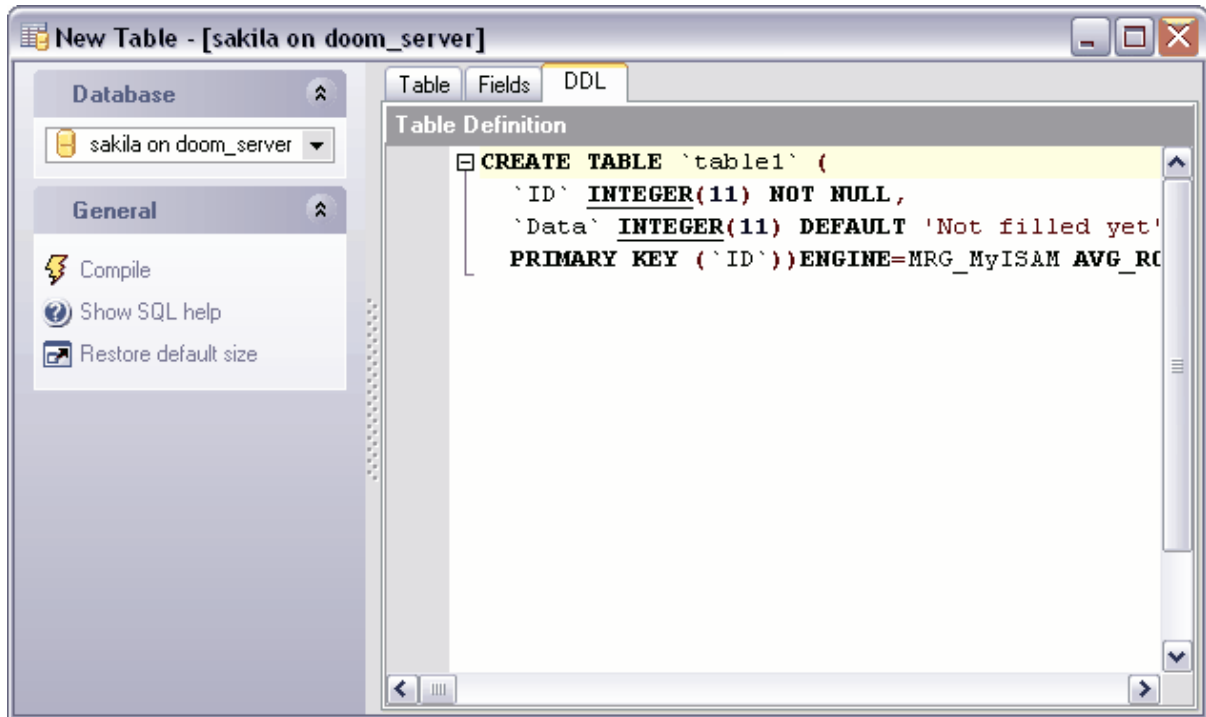 New Table - [sakila on doom_server]
Database
sakila on doom_server
General
Compile
Show SQL help
Restore default size
Table Fields DDL
Table Definition
CREATE TABLE `table1` (
`ID` INTEGER(11) NOT NULL,
`Data` INTEGER(11) DEFAULT 'Not filled yet'
PRIMARY KEY (`ID`))ENGINE=MRG_MyISAM